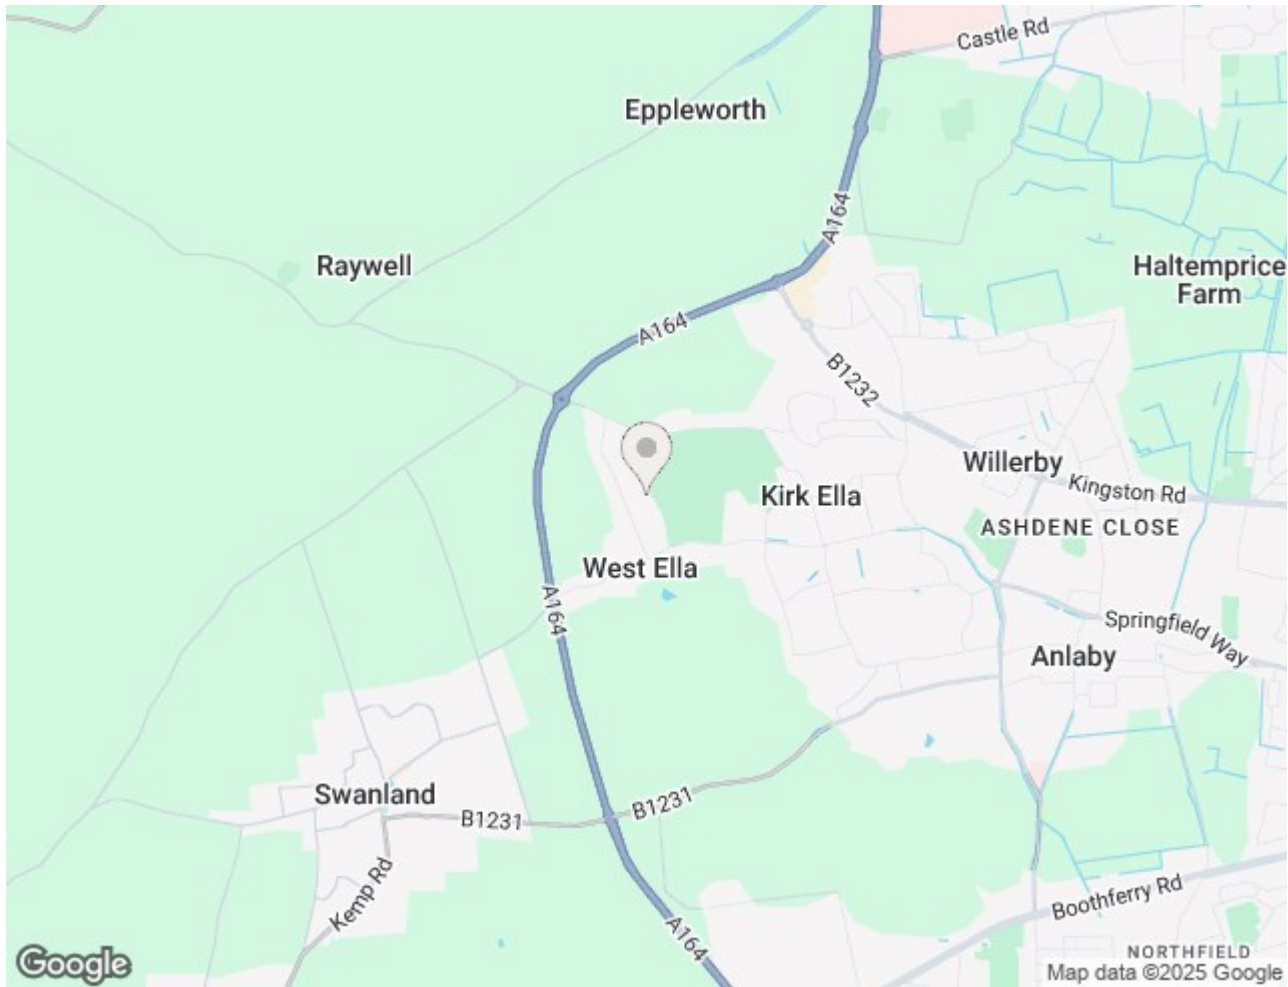 Castle Rd
Eppleworth
A164
Raywell
Haltemprice
Farm
A164
B1232
Willerby
Kingston Rd
Kirk Ella
ASHDENE CLOSE
West Ella
A164
Springfield Way
Anlaby
Swanland
B1231
B1231
Kemp Rd
Boothferry Rd
A164
NORTHFIELD
Google
Map data ©2025 Google